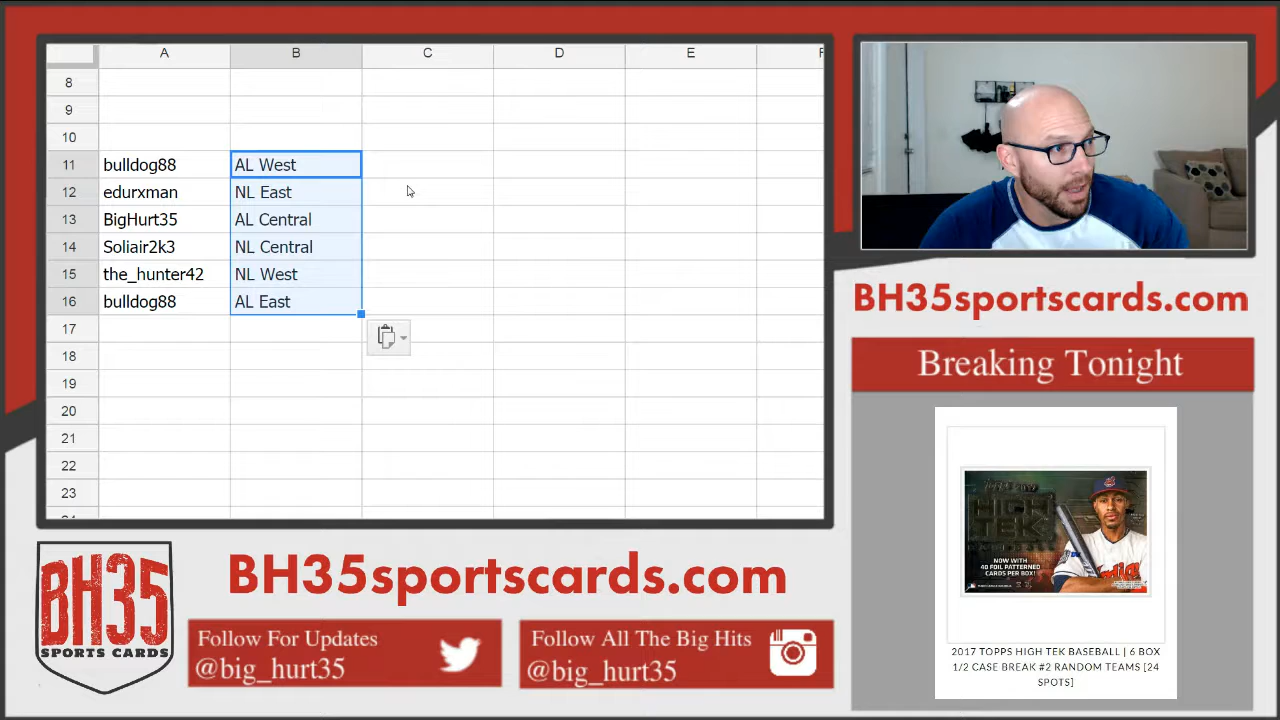 A B C D E F
8
9
10
11 bulldog88 AL West
12 edurxman NL East
13 BigHurt35 AL Central
14 Soliair2k3 NL Central
15 the_hunter42 NL West
16 bulldog88 AL East
17
18
19
20
21
22
23
BH35sportscards.com
Breaking Tonight
HIGH
TEK
NOW WITH
40 FOIL PATTERNED
CARDS PER BOX!
2017 TOPPS HIGH TEK BASEBALL | 6 BOX
1/2 CASE BREAK #2 RANDOM TEAMS [24
SPOTS]
BH35
SPORTS CARDS
BH35sportscards.com
Follow For Updates
@big_hurt35
Follow All The Big Hits
@big_hurt35